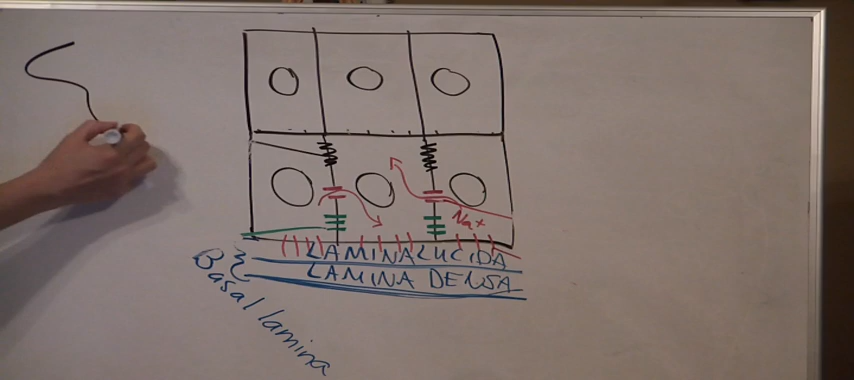 Na+
LAMINA LUCIDA
LAMINA DENSA
Basal lamina